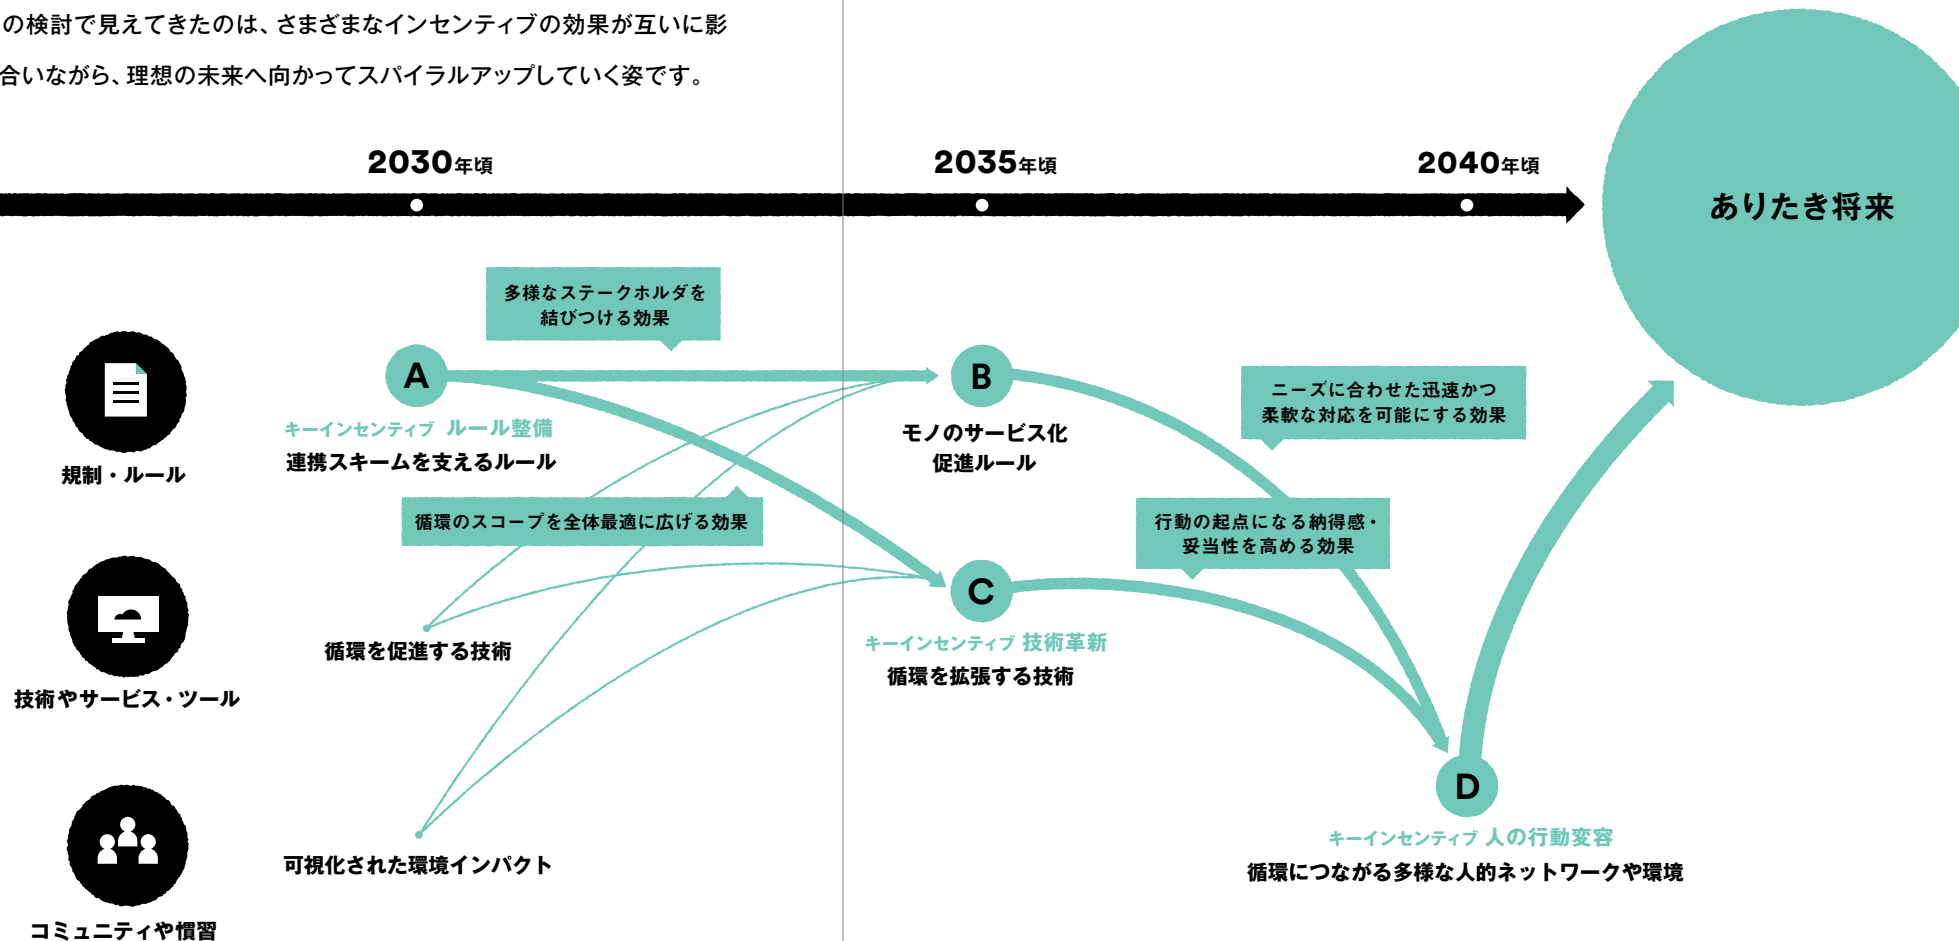 の検討で見えてきたのは、さまざまなインセンティブの効果が互いに影
合いながら、理想の未来へ向かってスパイラルアップしていく姿です。
2030年頃
2035年頃
2040年頃
ありたき将来
多様なステークホルダを
結びつける効果
A
B
キーインセンティブ ルール整備
連携スキームを支えるルール
モノのサービス化
促進ルール
ニーズに合わせた迅速かつ
柔軟な対応を可能にする効果
規制・ルール
循環のスコープを全体最適に広げる効果
行動の起点になる納得感・
妥当性を高める効果
C
キーインセンティブ 技術革新
循環を拡張する技術
循環を促進する技術
技術やサービス・ツール
D
キーインセンティブ 人の行動変容
循環につながる多様な人的ネットワークや環境
可視化された環境インパクト
コミュニティや慣習